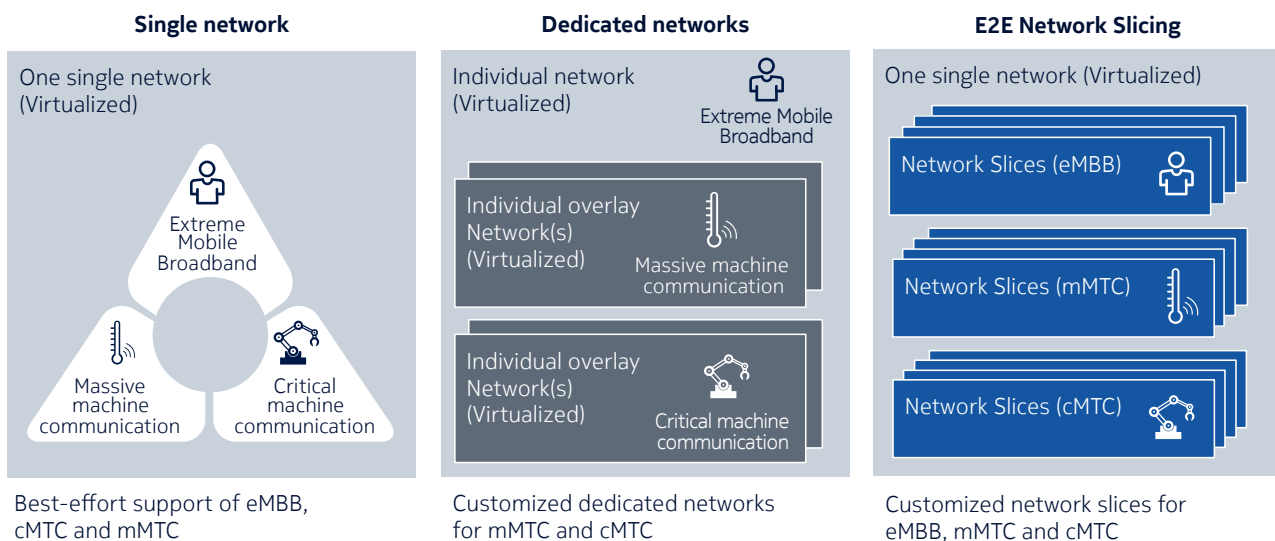 Single network
One single network
(Virtualized)
Extreme
Mobile
Broadband
Massive
machine
communication
Critical
machine
communication
Best-effort support of eMBB,
cMTC and mMTC
Dedicated networks
Individual network
(Virtualized)
Extreme Mobile
Broadband
Individual overlay
Network(s)
(Virtualized)
Massive machine
communication
Individual overlay
Network(s)
(Virtualized)
Critical machine
communication
Customized dedicated networks
for mMTC and cMTC
E2E Network Slicing
One single network (Virtualized)
Network Slices (eMBB)
Network Slices (mMTC)
Network Slices (cMTC)
Customized network slices for
eMBB, mMTC and cMTC